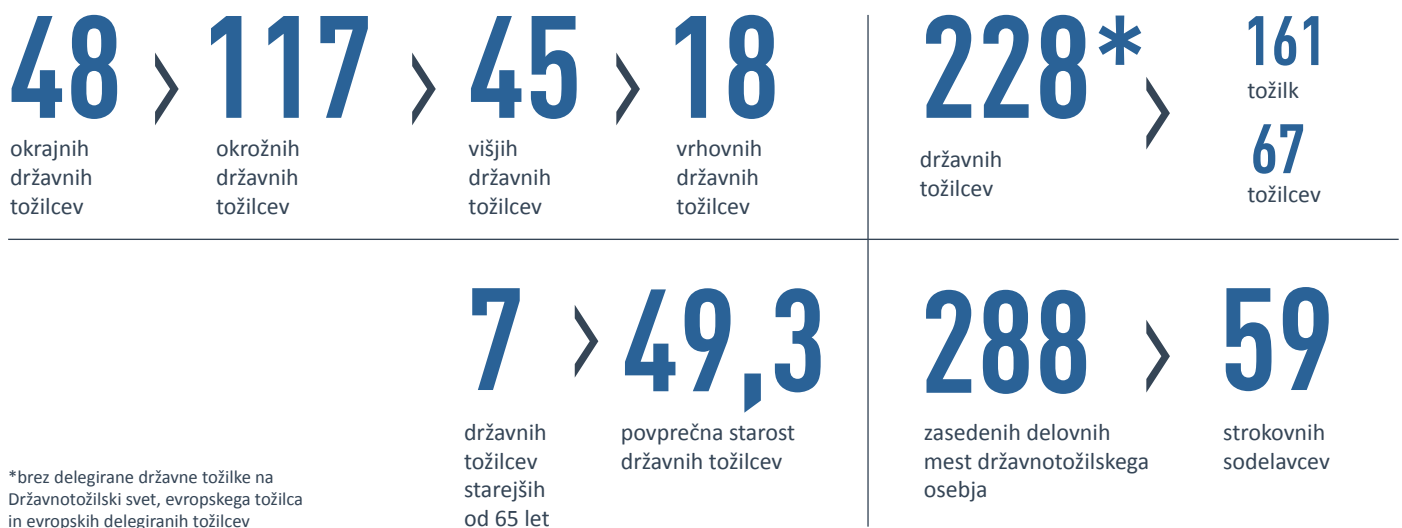 48
okrajnih
državnih
tožilcev
117
okrožnih
državnih
tožilcev
45
višjih
državnih
tožilcev
18
vrhovnih
državnih
tožilcev
228*
državnih
tožilcev
161
tožilk
67
tožilcev
7
državnih
tožilcev
starejših
od 65 let
49,3
povprečna starost
državnih tožilcev
288
zasedenih delovnih
mest državnotožilskega
osebja
59
strokovnih
sodelavcev
*brez delegirane državne tožilke na
Državnotožilski svet, evropskega tožilca
in evropskih delegiranih tožilcev